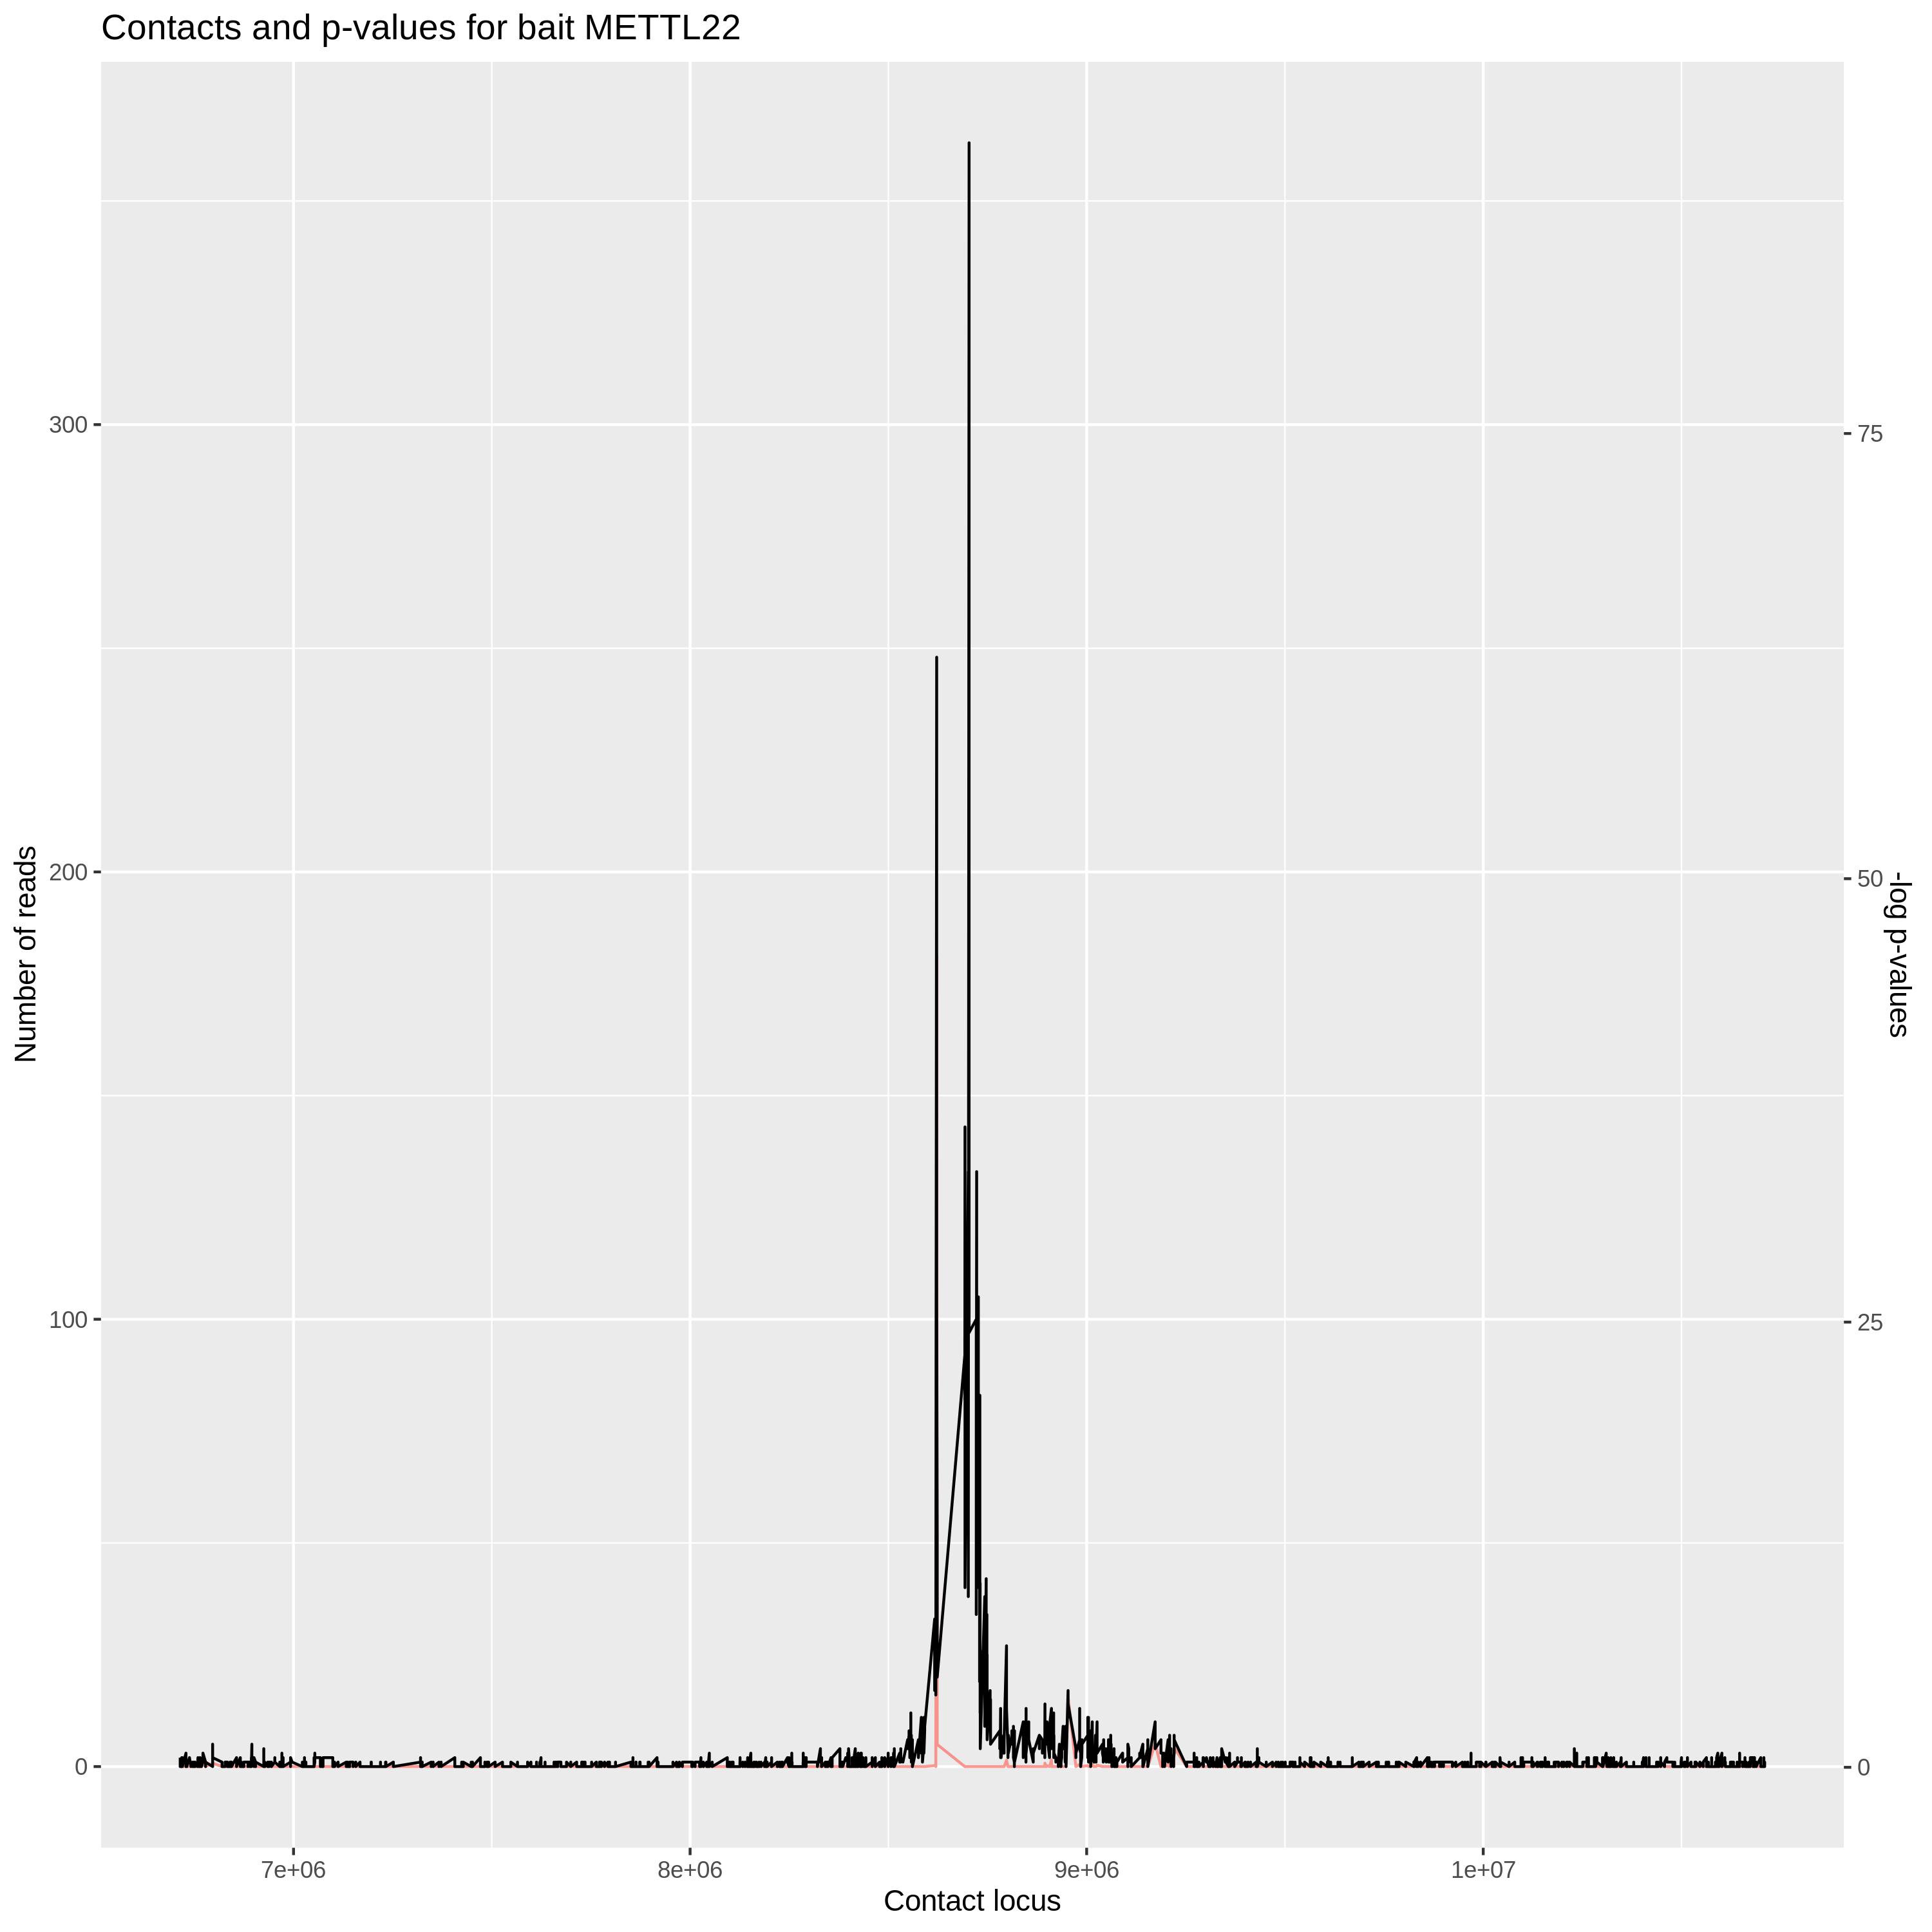 Contacts and p-values for bait METTL22
Number of reads
300
200
100
0
75
50
25
0
-log p-values
7e+06
8e+06
9e+06
1e+07
Contact locus